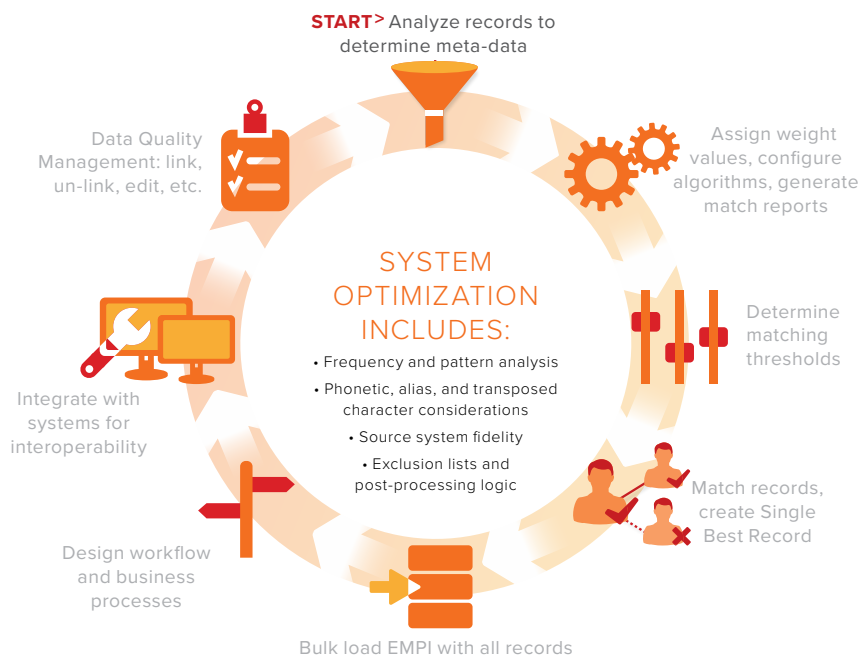 START> Analyze records to
determine meta-data
Assign weight
values, configure
algorithms, generate
match reports
Determine
matching
thresholds
Match records,
create Single
Best Record
Bulk load EMPI with all records
Design workflow
and business
processes
Integrate with
systems for
interoperability
Data Quality
Management: link,
un-link, edit, etc.
SYSTEM
OPTIMIZATION
INCLUDES:
• Frequency and pattern analysis
• Phonetic, alias, and transposed
character considerations
• Source system fidelity
• Exclusion lists and
post-processing logic